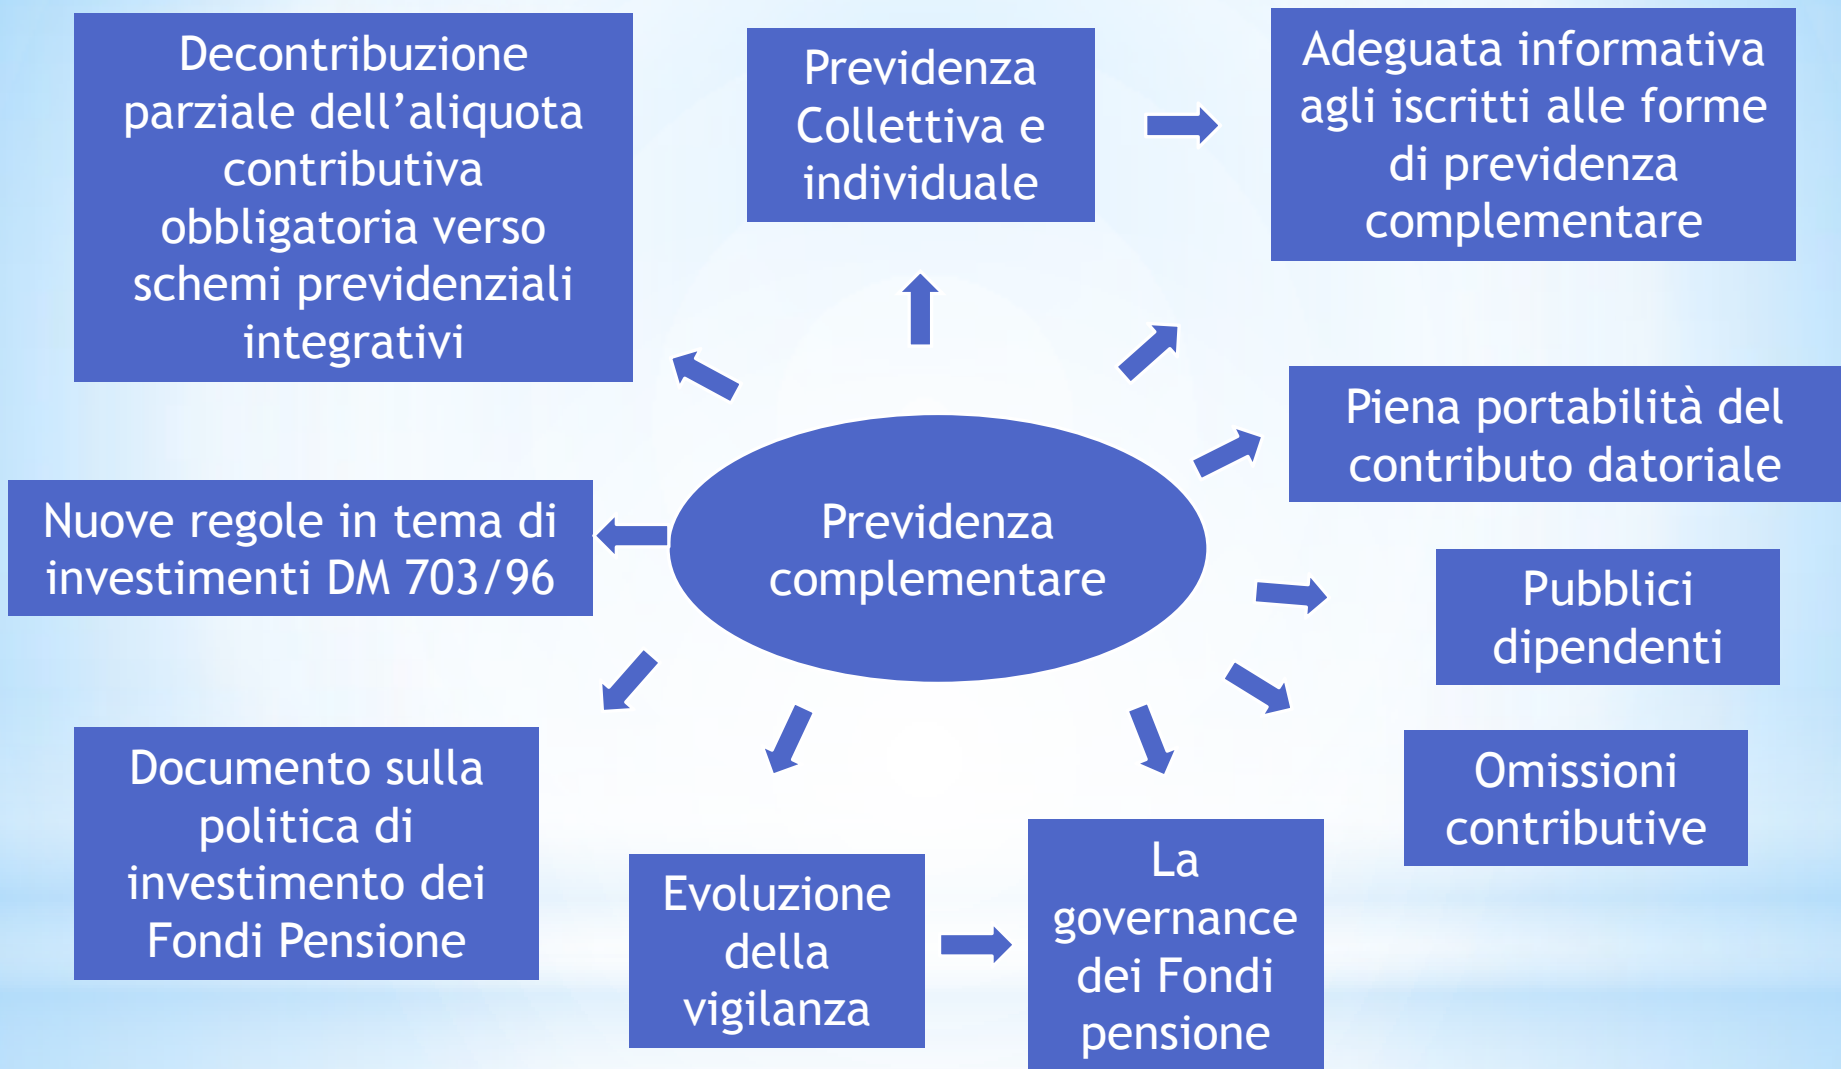 Decontribuzione
parziale dell’aliquota
contributiva
obbligatoria verso
schemi previdenziali
integrativi
Previdenza
Collettiva e
individuale
Adeguata informativa
agli iscritti alle forme
di previdenza
complementare
Piena portabilità del
contributo datoriale
Nuove regole in tema di
investimenti DM 703/96
Previdenza
complementare
Pubblici
dipendenti
Omissioni
contributive
Documento sulla
politica di
investimento dei
Fondi Pensione
Evoluzione
della
vigilanza
La
governance
dei Fondi
pensione